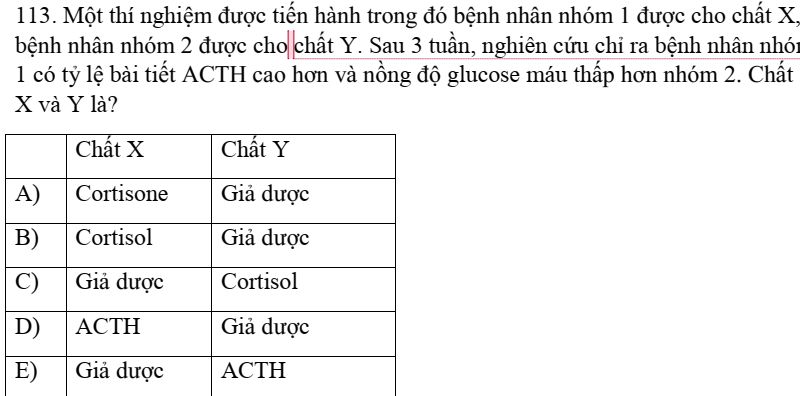 113. Một thí nghiệm được tiến hành trong đó bệnh nhân nhóm 1 được cho chất X,
bệnh nhân nhóm 2 được cho chất Y. Sau 3 tuần, nghiên cứu chỉ ra bệnh nhân
1 có tỷ lệ bài tiết ACTH cao hơn và nồng độ glucose máu thấp hơn nhóm 2. Chất
X và Y là?
Chất X Chất Y
A) Cortisone Giả dược
B) Cortisol Giả dược
C) Giả dược Cortisol
D) ACTH Giả dược
E) Giả dược ACTH